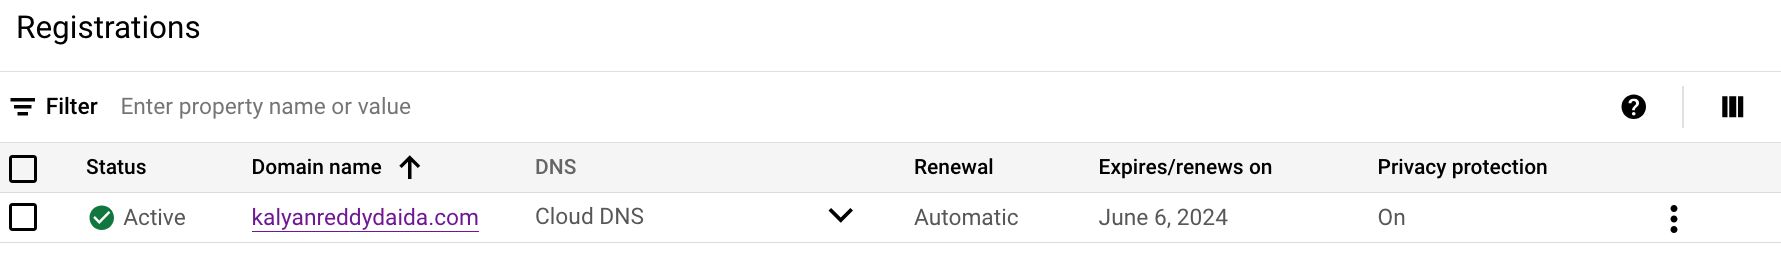 Registrations
Filter Enter property name or value
Status Domain name DNS Renewal Expires/renews on Privacy protection
Active kalyanreddydaida.com Cloud DNS Automatic June 6, 2024 On